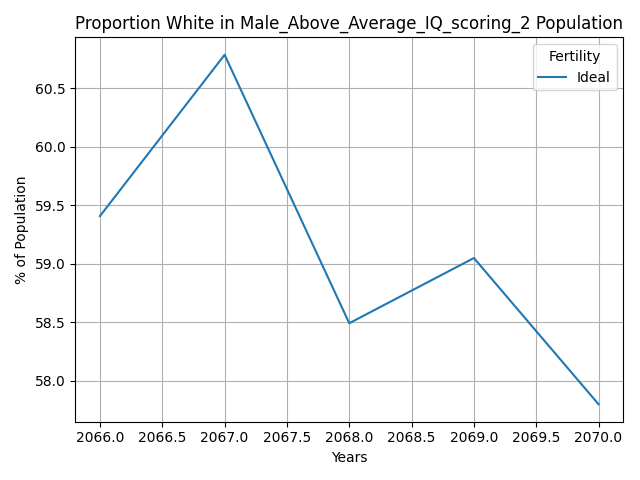 Proportion White in Male_Above_Average_IQ_scoring_2 Population
Fertility
Ideal
% of Population
60.5
60.0
59.5
59.0
58.5
58.0
2066.0 2066.5 2067.0 2067.5 2068.0 2068.5 2069.0 2069.5 2070.0
Years